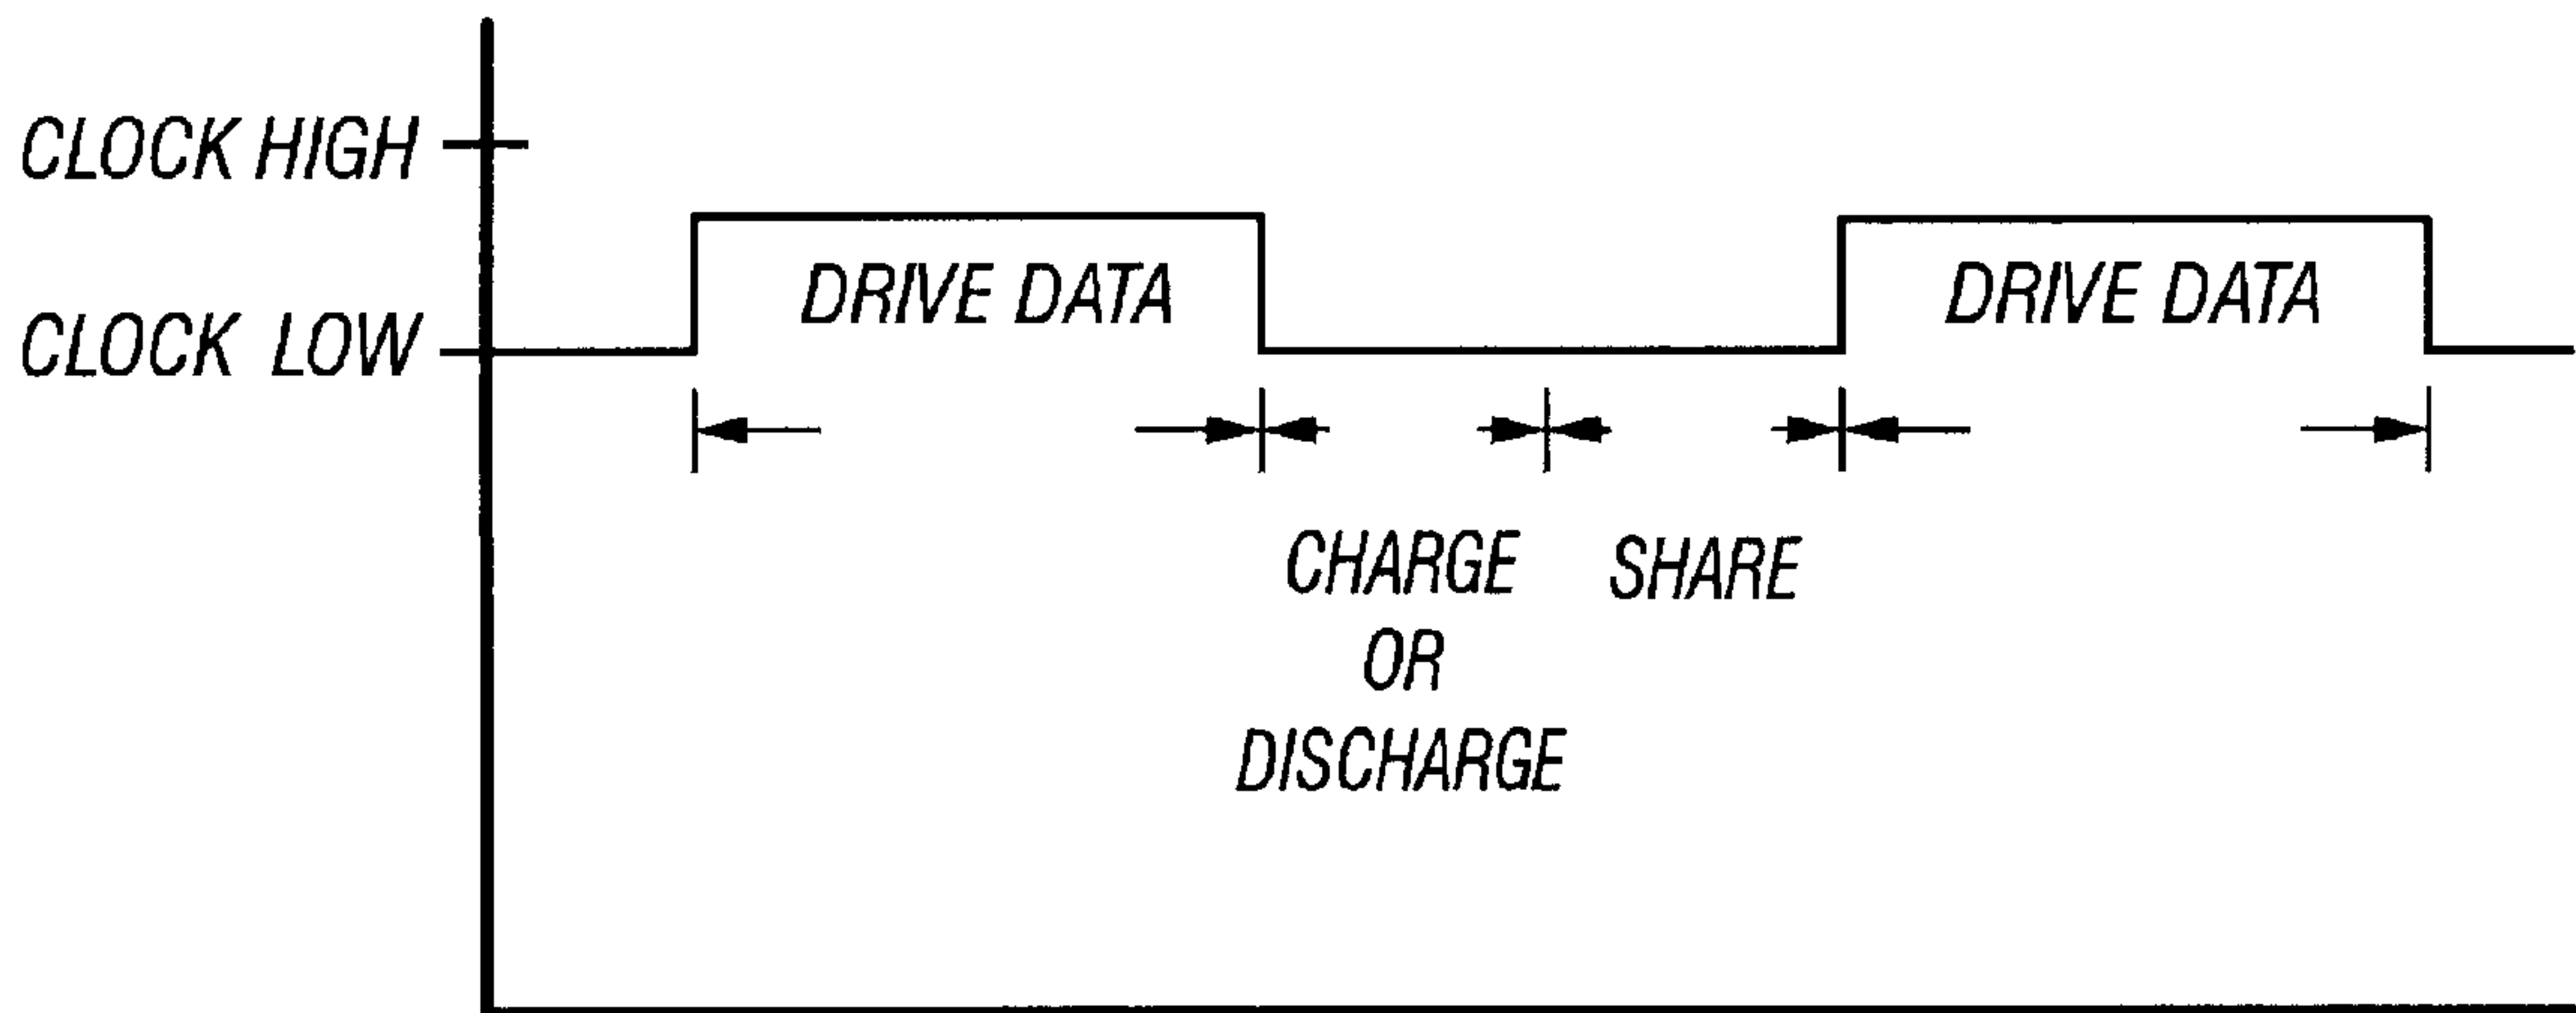 CLOCK HIGH
DRIVE DATA
DRIVE DATA
CLOCK LOW
CHARGE
OR
DISCHARGE
SHARE